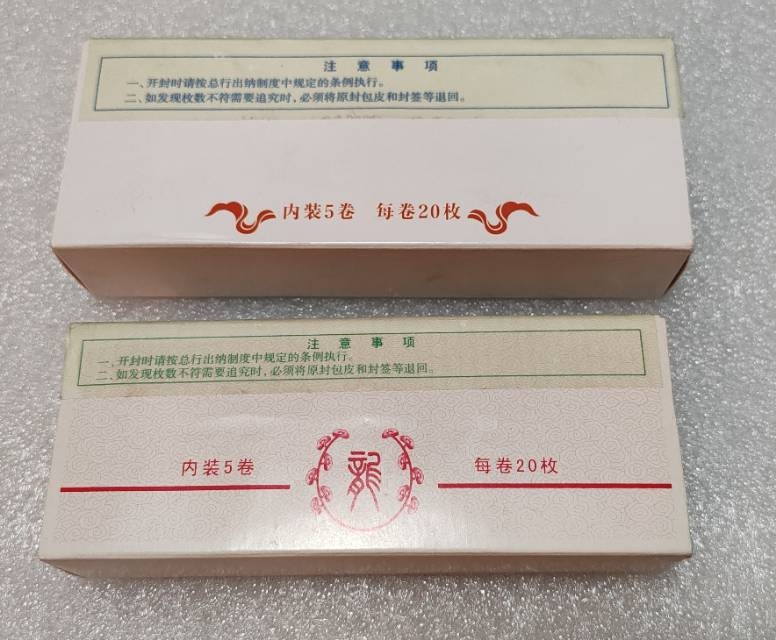 注意事项
一、开封时请按总行出纳制度中规定的条例执行。
二、如发现枚数不符需要追究时,必须将原封包皮和封签等退回。
内装5卷 每卷20枚
注意事项
一、开封时请按总行出纳制度中规定的条例执行。
二、如发现枚数不符需要追究时,必须将原封包皮和封签等退回。
内装5卷 龍 每卷20枚